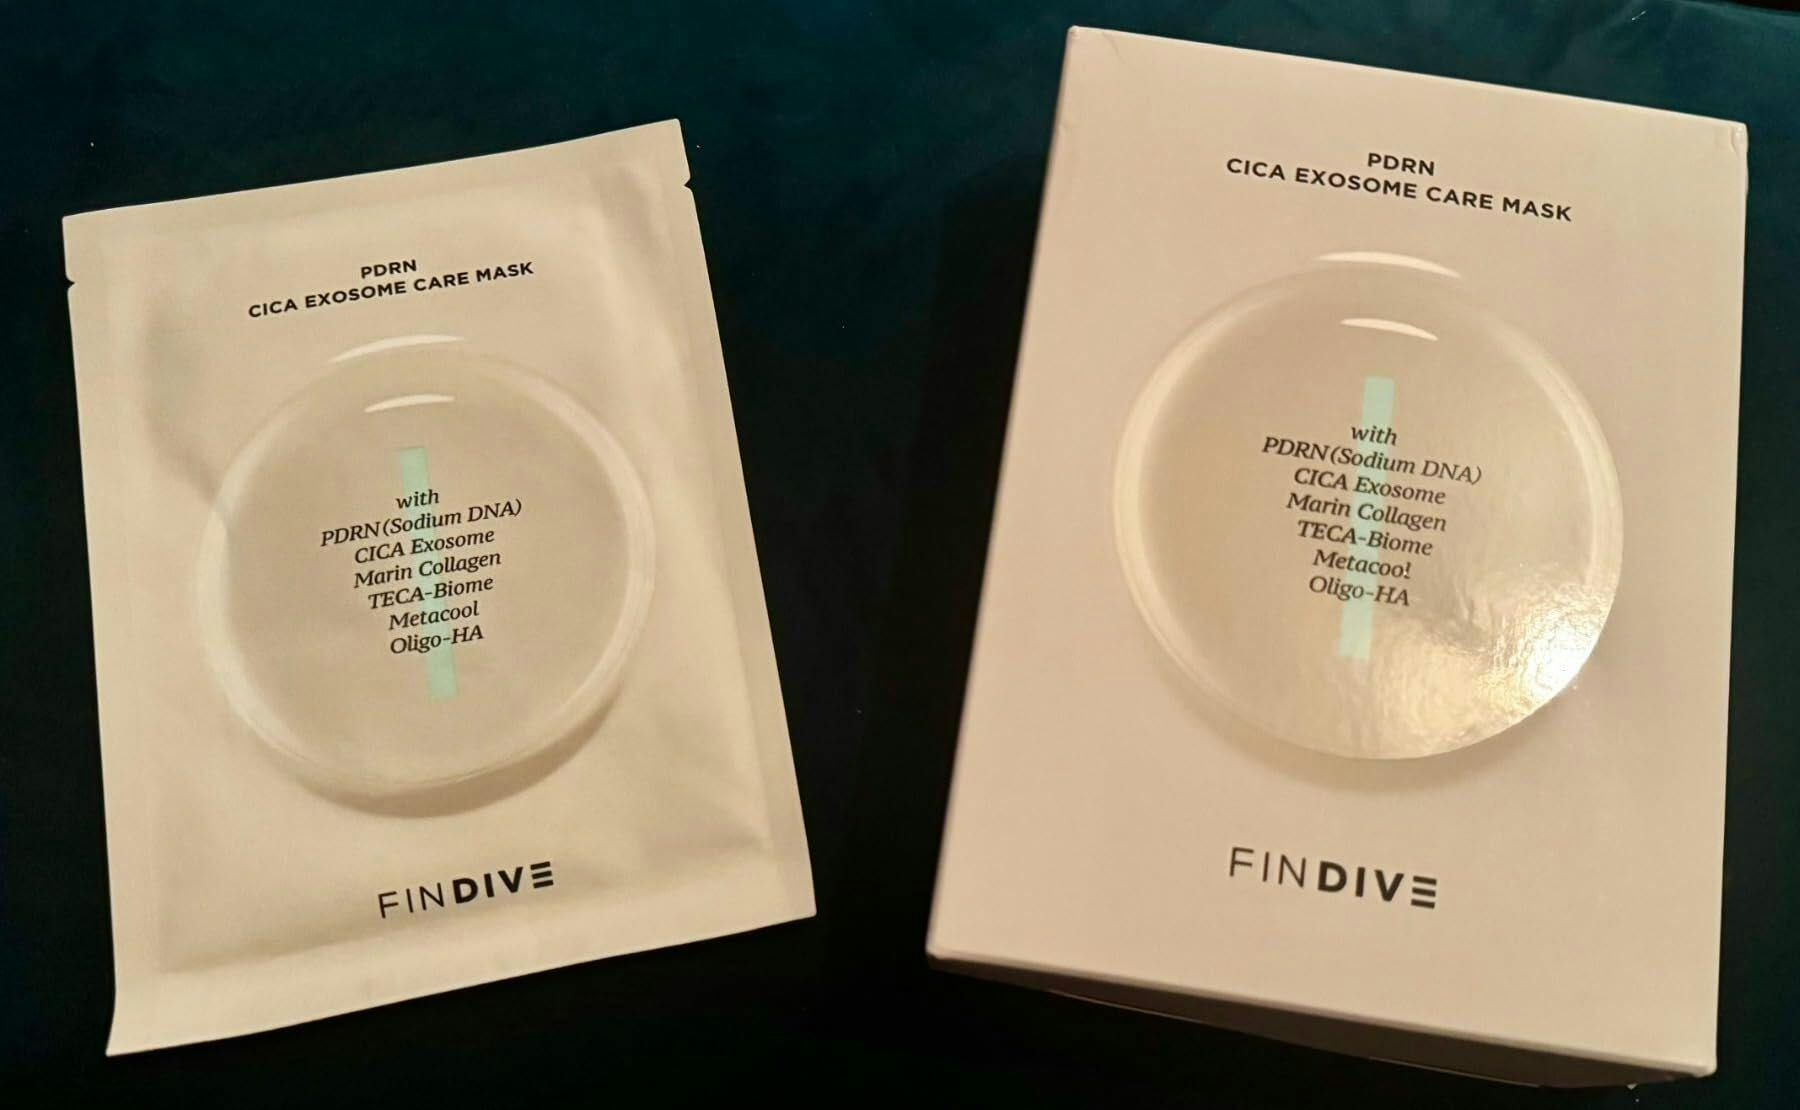 PDRN
CICA EXOSOME CARE MASK
with
PDRN(Sodium DNA)
CICA Exosome
Marin Collagen
TECA-Biome
Metacool
Oligo-HA
FINDIVE
PDRN
CICA EXOSOME CARE MASK
with
PDRN(Sodium DNA)
CICA Exosome
Marin Collagen
TECA-Biome
Metacool
Oligo-HA
FINDIVE